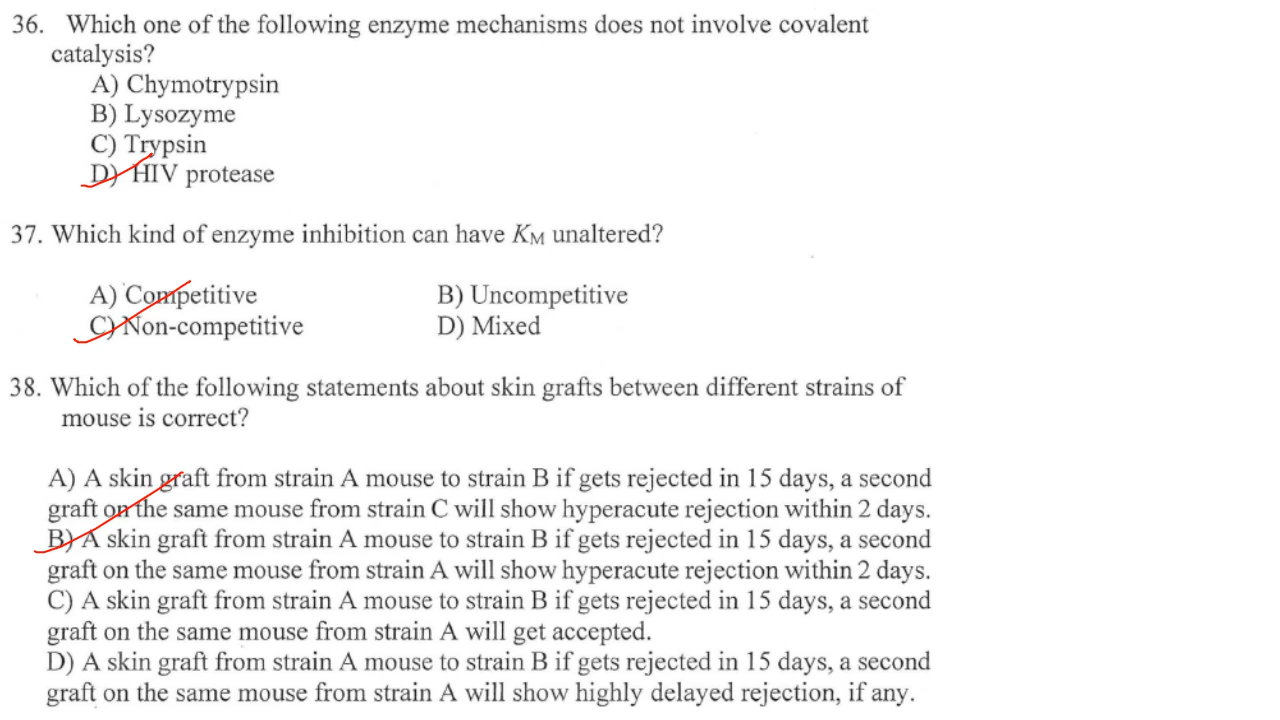 36. Which one of the following enzyme mechanisms does not involve covalent
catalysis?
A) Chymotrypsin
B) Lysozyme
C) Trypsin
D) HIV protease
37. Which kind of enzyme inhibition can have KM unaltered?
A) Competitive B) Uncompetitive
C) Non-competitive D) Mixed
38. Which of the following statements about skin grafts between different strains of
mouse is correct?
A) A skin graft from strain A mouse to strain B if gets rejected in 15 days, a second
graft on the same mouse from strain C will show hyperacute rejection within 2 days.
B) A skin graft from strain A mouse to strain B if gets rejected in 15 days, a second
graft on the same mouse from strain A will show hyperacute rejection within 2 days.
C) A skin graft from strain A mouse to strain B if gets rejected in 15 days, a second
graft on the same mouse from strain A will get accepted.
D) A skin graft from strain A mouse to strain B if gets rejected in 15 days, a second
graft on the same mouse from strain A will show highly delayed rejection, if any.